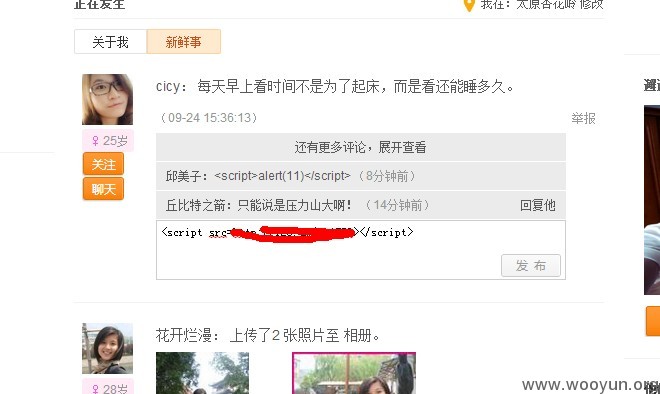 正在发生
我在：太原杏花岭 修改
关于我 新鲜事
cicy： 每天早上看时间不是为了起床，而是看还能睡多久。
♀ 25岁
（09-24 15:36:13） 举报
关注
聊天
还有更多评论，展开查看
邱美子：<script>alert(11)</script>（8分钟前）
丘比特之箭：只能说是压力山大啊！（14分钟前） 回复他
<script src= ></script>
发 布
花开烂漫： 上传了2 张照片至 相册。
♀ 28岁
www.wooyun.org